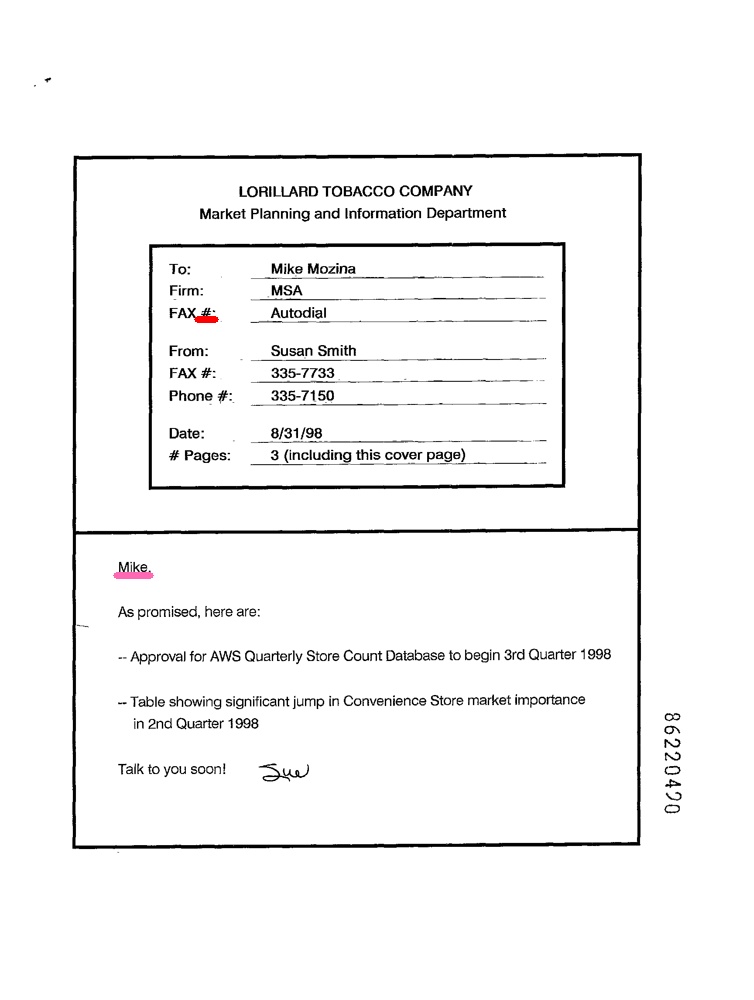 LORILLARD TOBACCO COMPANY
Market Planning and Information Department
To: Mike Mozina
Firm: MSA
FAX #: Autodial
From: Susan Smith
FAX #: 335-7733
Phone #: 335-7150
Date: 8/31/98
# Pages: 3 (including this cover page)
Mike,
As promised, here are:
-- Approval for AWS Quarterly Store Count Database to begin 3rd Quarter 1998
-- Table showing significant jump in Convenience Store market importance
in 2nd Quarter 1998
Talk to you soon! Sue
86220490